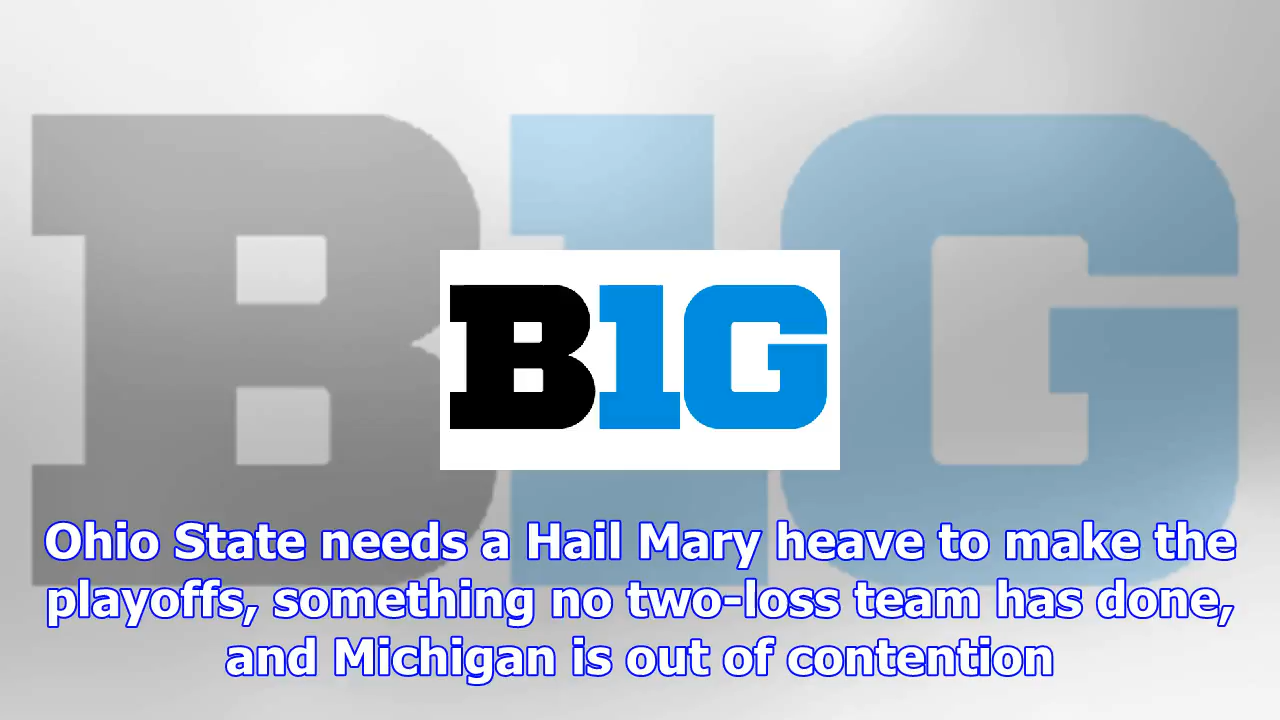 B1G
B1G
Ohio State needs a Hail Mary heave to make the
playoffs, something no two-loss team has done,
and Michigan is out of contention